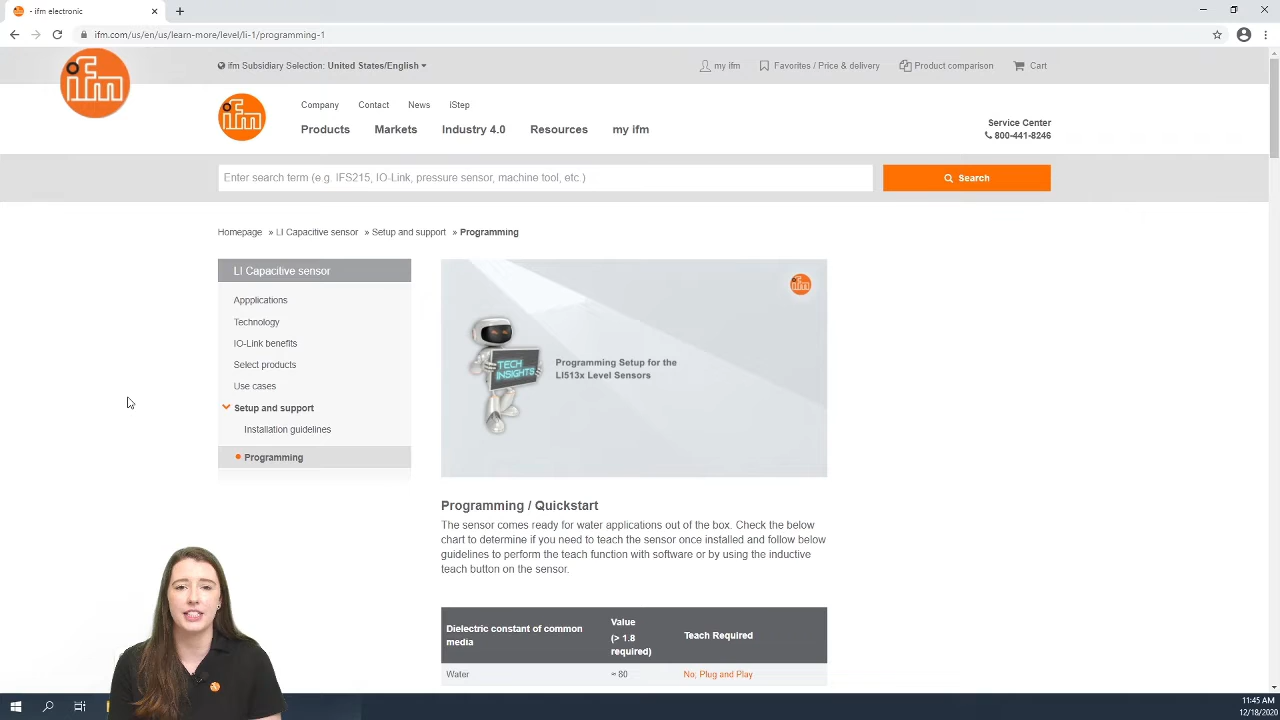 - ifm electronic
ifm.com/us/en/us/learn-more/level/li-1/programming-1
ifm
ifm Subsidiary Selection: United States/English
my ifm
Favorites / Price & delivery
Product comparison
Cart
ifm
Company
Contact
News
iStep
Products
Markets
Industry 4.0
Resources
my ifm
Service Center
800-441-8246
Enter search term (e.g. IFS215, IO-Link, pressure sensor, machine tool, etc.)
Search
Homepage » LI Capacitive sensor » Setup and support » Programming
LI Capacitive sensor
Appplications
Technology
IO-Link benefits
Select products
Use cases
Setup and support
Installation guidelines
Programming
ifm
TECH
INSIGHTS
Programming Setup for the
LI513x Level Sensors
Programming / Quickstart
The sensor comes ready for water applications out of the box. Check the below
chart to determine if you need to teach the sensor once installed and follow below
guidelines to perform the teach function with software or by using the inductive
teach button on the sensor.
Dielectric constant of common
media
Value
(> 1.8
required)
Teach Required
Water
≈ 80
No; Plug and Play
11:45 AM
12/18/2020